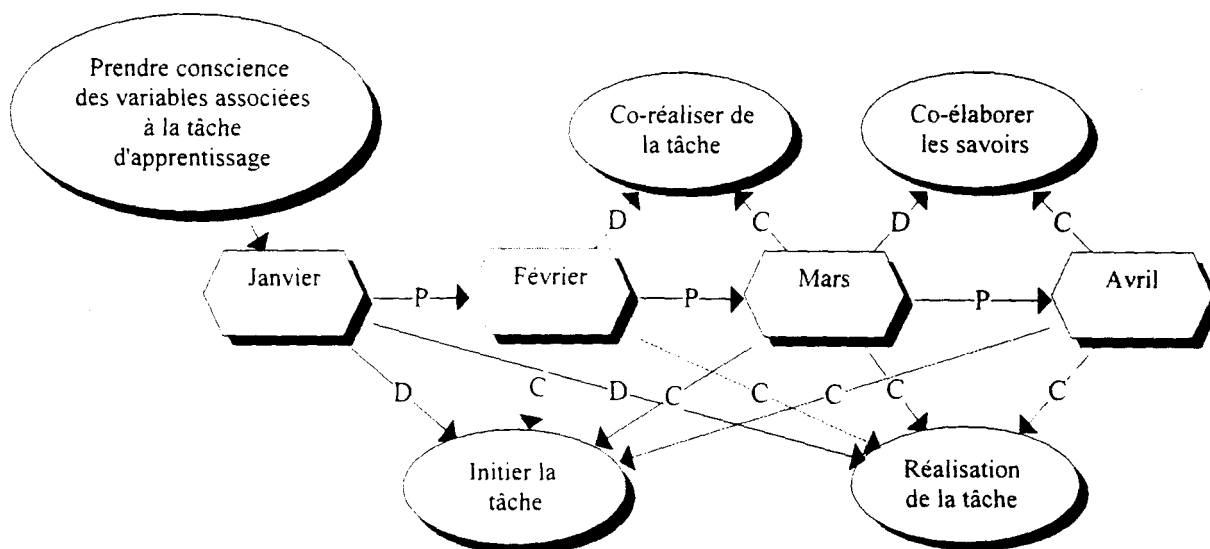 Prendre conscience
des variables associées
à la tâche
d'apprentissage
Co-réaliser de
la tâche
Co-élaborer
les savoirs
D
C
D
C
Janvier
P
Février
P
Mars
P
Avril
D
C
D
C
C
C
C
C
Initier la
tâche
Réalisation
de la tâche